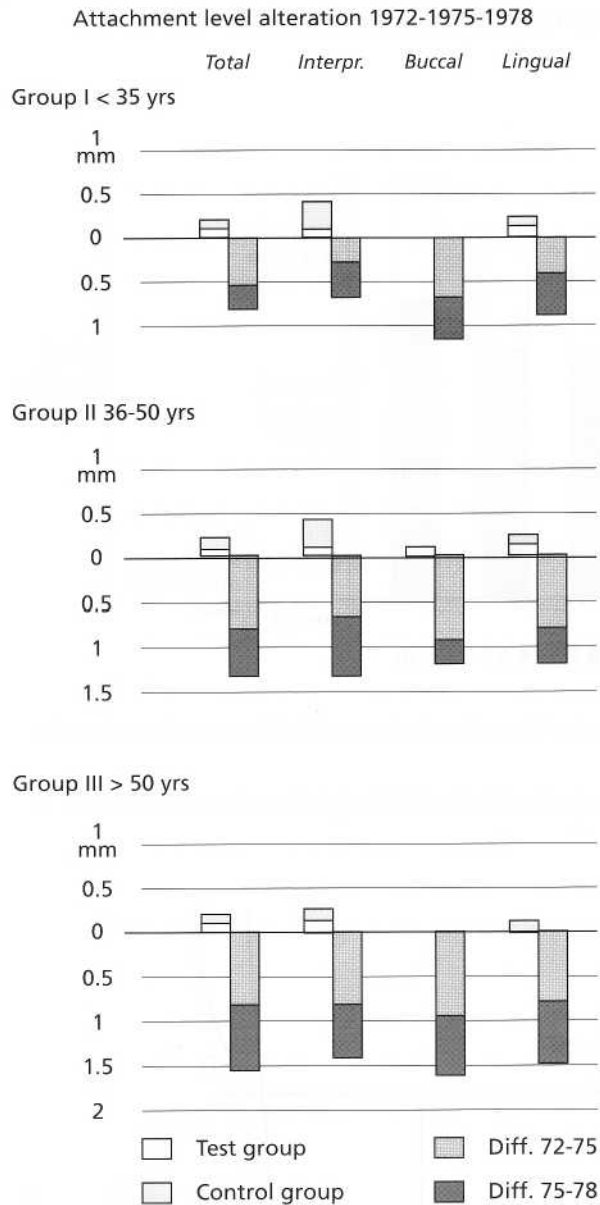 Attachment level alteration 1972-1975-1978
Total Interpr. Buccal Lingual
Group I < 35 yrs
1
mm
0.5
0
0.5
1
Group II 36-50 yrs
1
mm
0.5
0
0.5
1
1.5
Group III > 50 yrs
1
mm
0.5
0
0.5
1
1.5
2
Test group Diff. 72-75
Control group Diff. 75-78